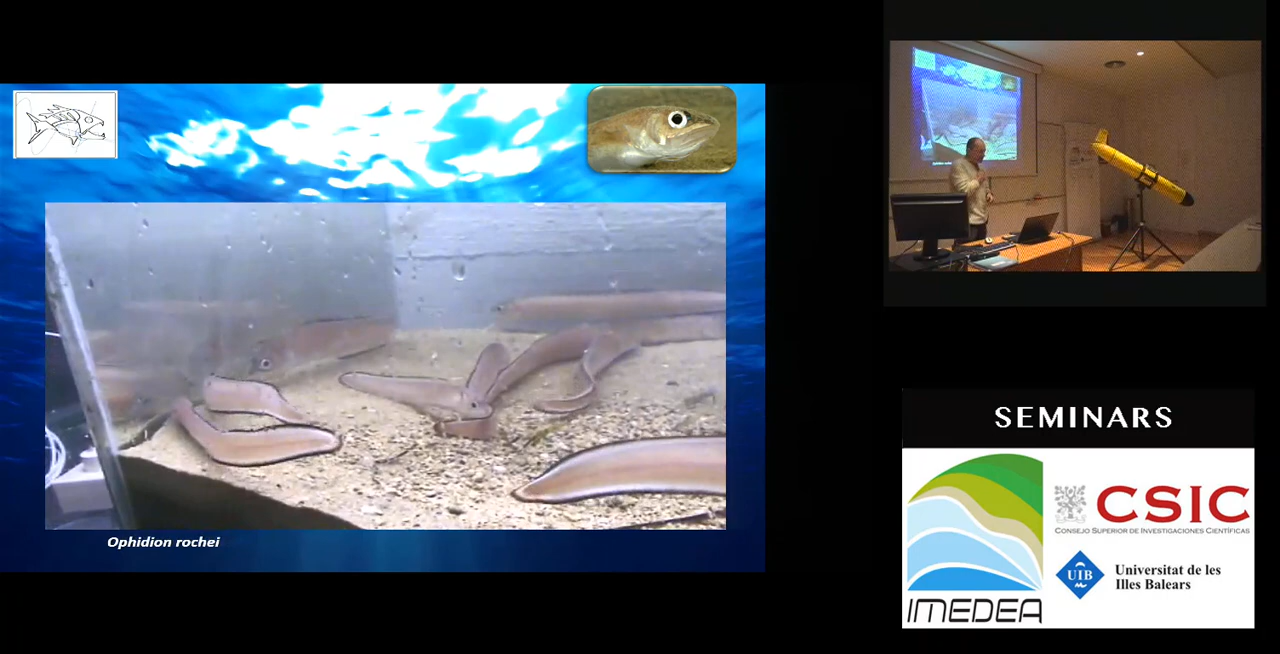 Ophidion rochei
SEMINARS
CSIC
CONSEJO SUPERIOR DE INVESTIGACIONES CIENTÍFICAS
UIB
Universitat de les
Illes Balears
IMEDEA